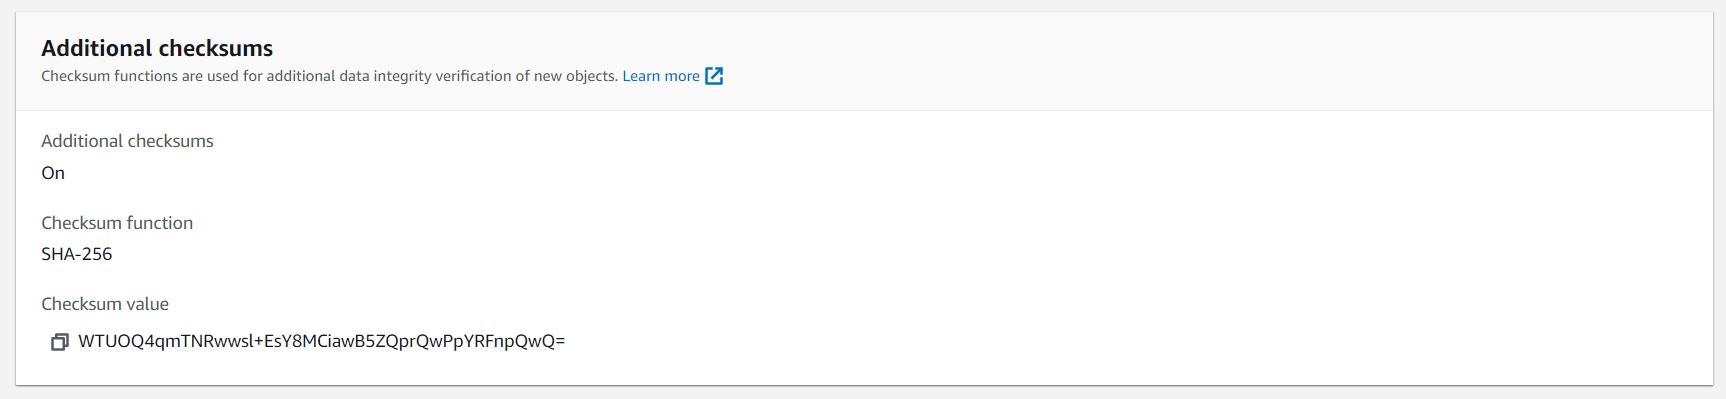 Additional checksums
Checksum functions are used for additional data integrity verification of new objects. Learn more
Additional checksums
On
Checksum function
SHA-256
Checksum value
WTUOQ4qmTNRwwsl+EsY8MCiawB5ZQprQwPpYRFnpQwQ=